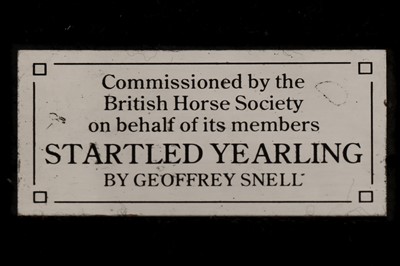 Commissioned by the
British Horse Society
on behalf of its members
STARTLED YEARLING
BY GEOFFREY SNELL